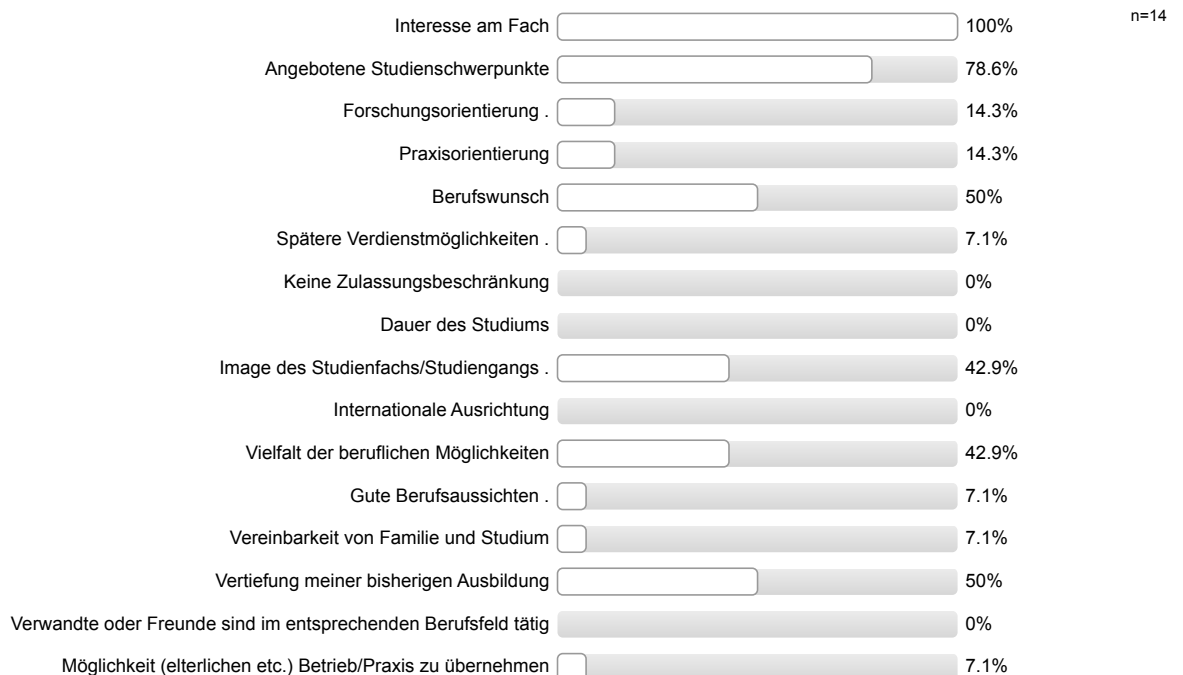 n=14
Interesse am Fach 100%
Angebotene Studienschwerpunkte 78.6%
Forschungsorientierung . 14.3%
Praxisorientierung 14.3%
Berufswunsch 50%
Spätere Verdienstmöglichkeiten . 7.1%
Keine Zulassungsbeschränkung 0%
Dauer des Studiums 0%
Image des Studienfachs/Studiengangs . 42.9%
Internationale Ausrichtung 0%
Vielfalt der beruflichen Möglichkeiten 42.9%
Gute Berufsaussichten . 7.1%
Vereinbarkeit von Familie und Studium 7.1%
Vertiefung meiner bisherigen Ausbildung 50%
Verwandte oder Freunde sind im entsprechenden Berufsfeld tätig 0%
Möglichkeit (elterlichen etc.) Betrieb/Praxis zu übernehmen 7.1%